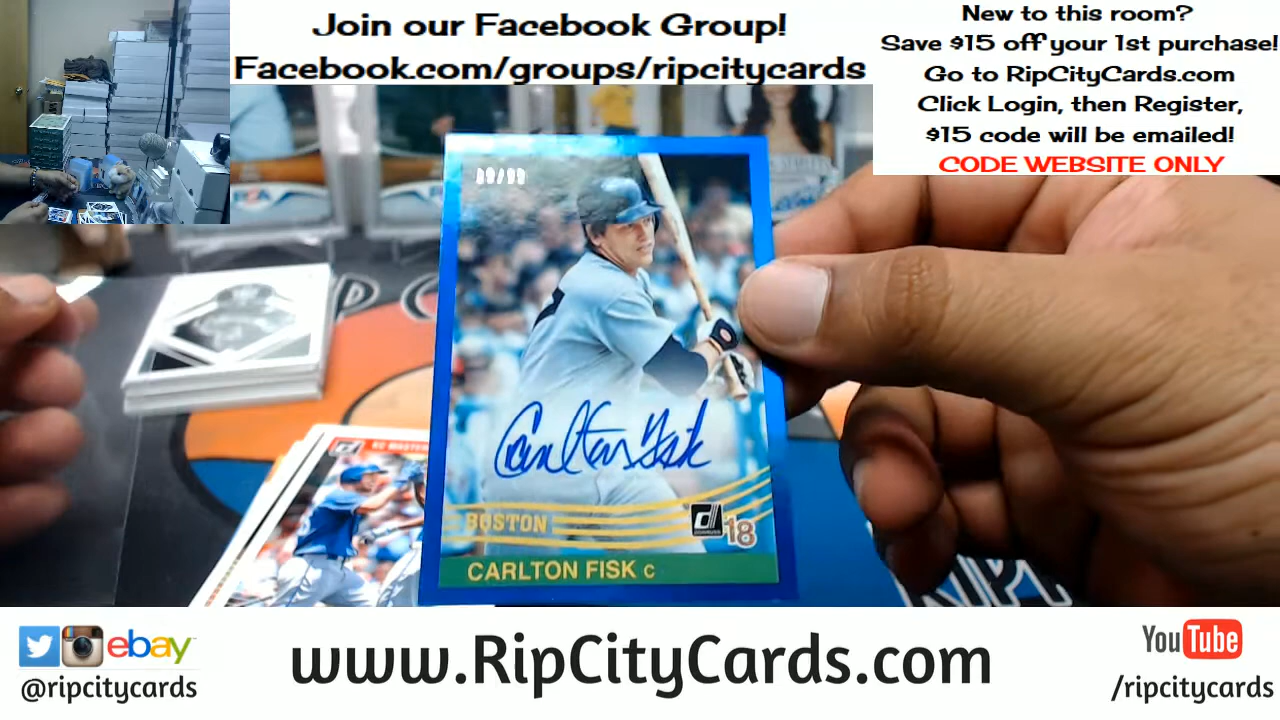 Join our Facebook Group!
Facebook.com/groups/ripcitycards
New to this room?
Save $15 off your 1st purchase!
Go to RipCityCards.com
Click Login, then Register,
$15 code will be emailed!
CODE WEBSITE ONLY
Carlton Fisk
BOSTON
18
CARLTON FISK C
ebay
@ripcitycards
www.RipCityCards.com
YouTube
/ripcitycards